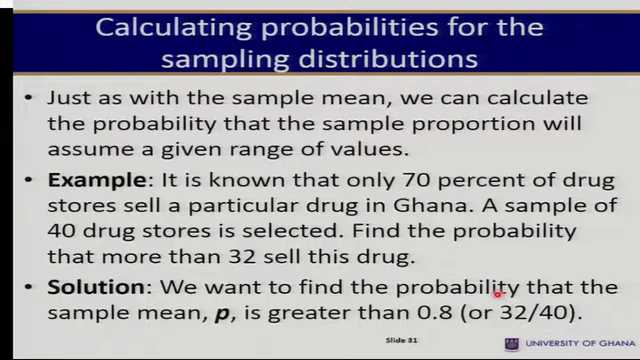 Calculating probabilities for the
sampling distributions
• Just as with the sample mean, we can calculate
the probability that the sample proportion will
assume a given range of values.
• Example: It is known that only 70 percent of drug
stores sell a particular drug in Ghana. A sample of
40 drug stores is selected. Find the probability
that more than 32 sell this drug.
• Solution: We want to find the probability that the
sample mean, p, is greater than 0.8 (or 32/40).
Slide 31
UNIVERSITY OF GHANA